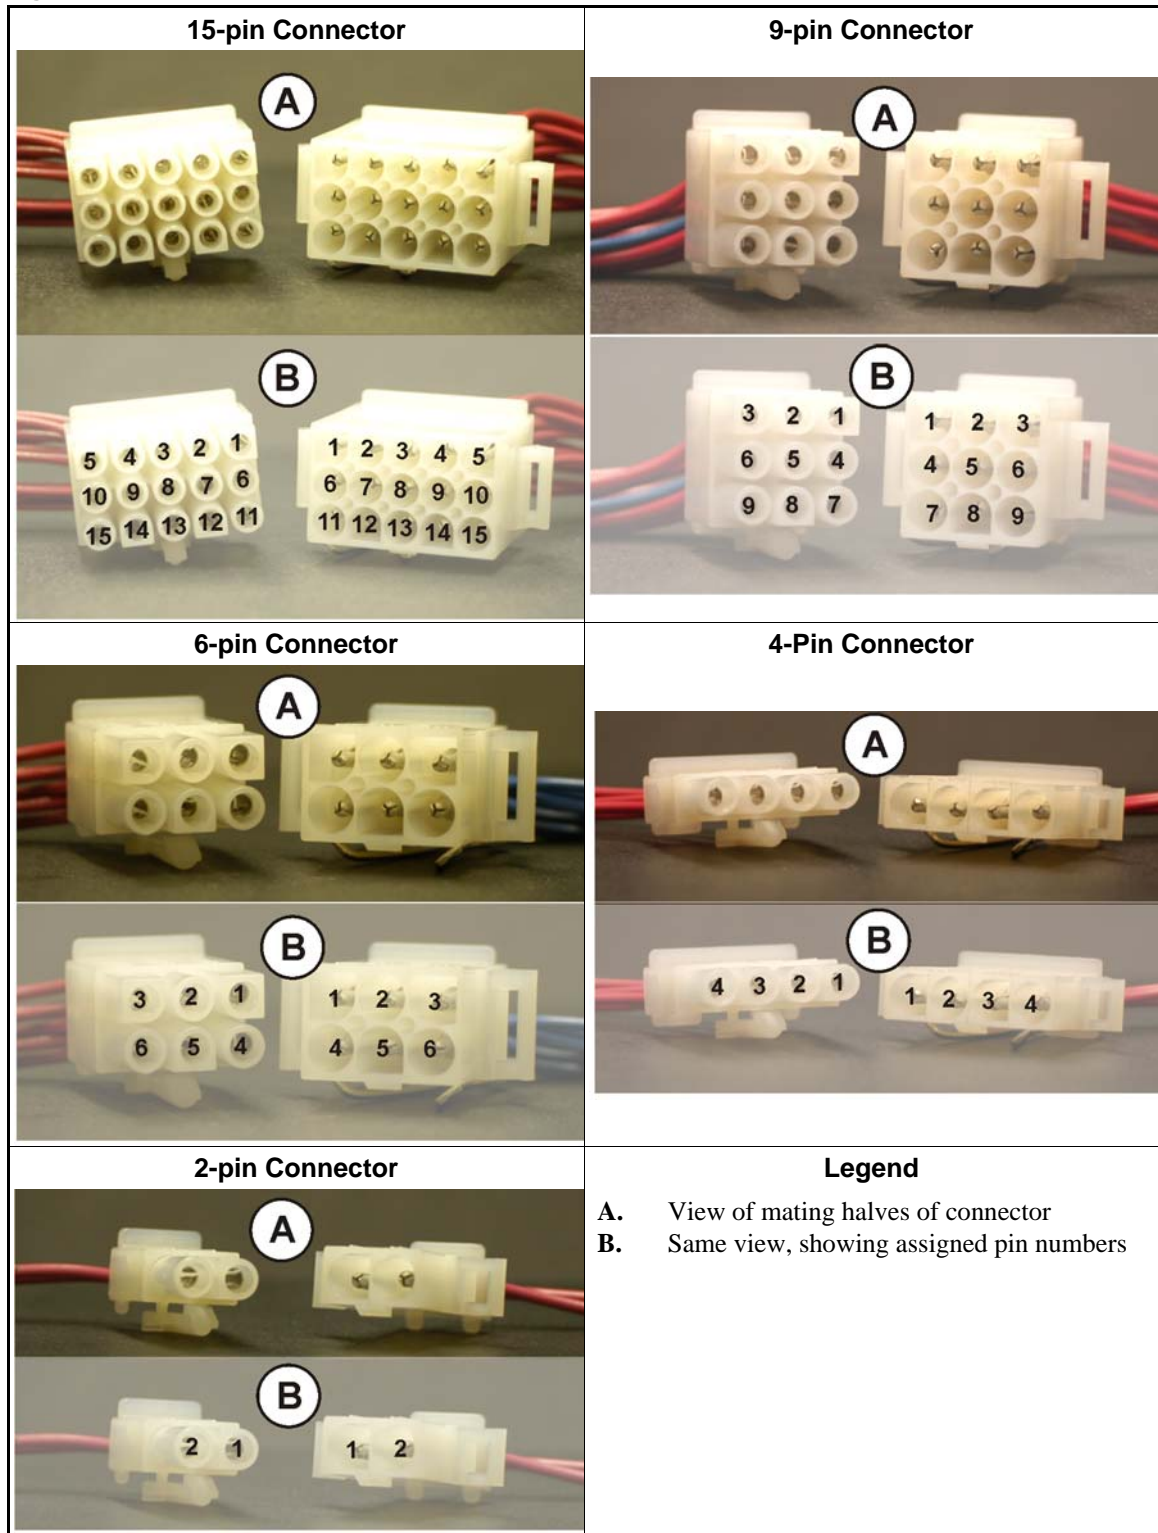 15-pin Connector
A
B
5 4 3 2 1
10 9 8 7 6
15 14 13 12 11
1 2 3 4 5
6 7 8 9 10
11 12 13 14 15
9-pin Connector
A
B
3 2 1
6 5 4
9 8 7
1 2 3
4 5 6
7 8 9
6-pin Connector
A
B
3 2 1
6 5 4
1 2 3
4 5 6
4-Pin Connector
A
B
4 3 2 1
1 2 3 4
2-pin Connector
A
B
2 1
1 2
Legend
A. View of mating halves of connector
B. Same view, showing assigned pin numbers